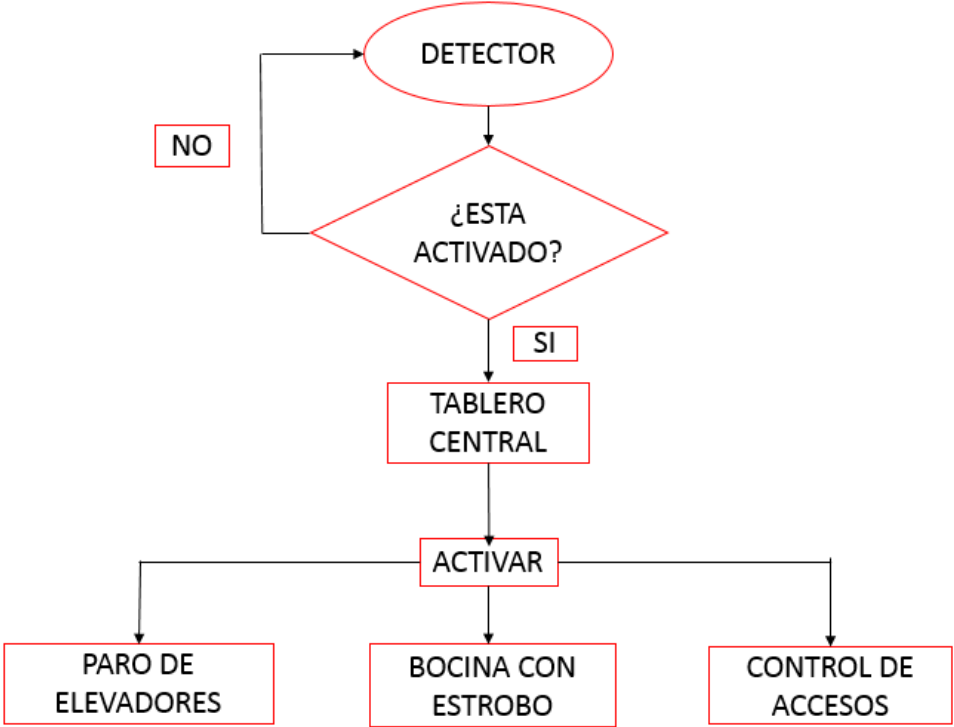 DETECTOR
NO
¿ESTA
ACTIVADO?
SI
TABLERO
CENTRAL
ACTIVAR
PARO DE
ELEVADORES
BOCINA CON
ESTROBO
CONTROL DE
ACCESOS